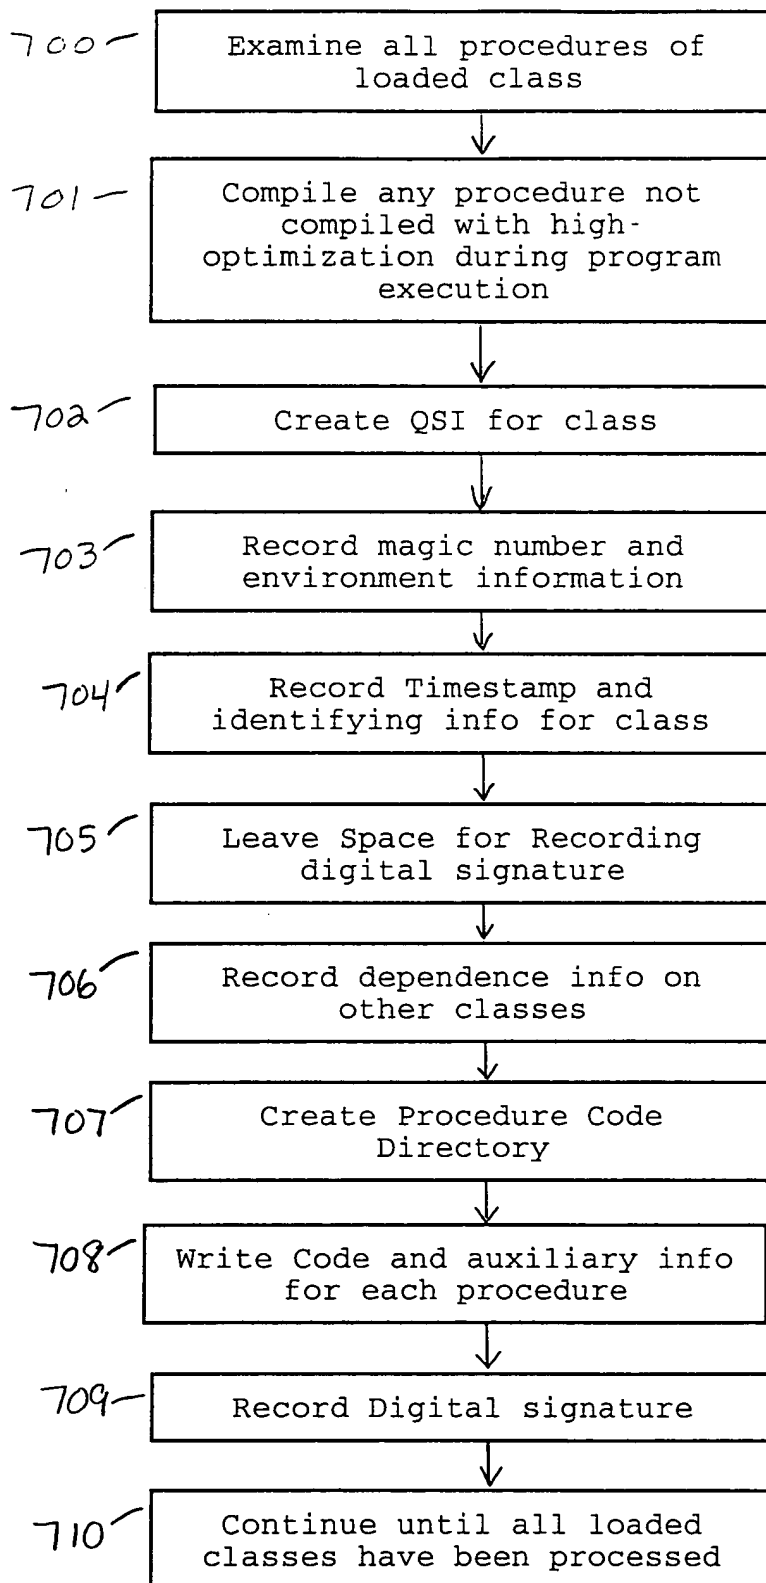 700
Examine all procedures of
loaded class
701
Compile any procedure not
compiled with high-
optimization during program
execution
702
Create QSI for class
703
Record magic number and
environment information
704
Record Timestamp and
identifying info for class
705
Leave Space for Recording
digital signature
706
Record dependence info on
other classes
707
Create Procedure Code
Directory
708
Write Code and auxiliary info
for each procedure
709
Record Digital signature
710
Continue until all loaded
classes have been processed